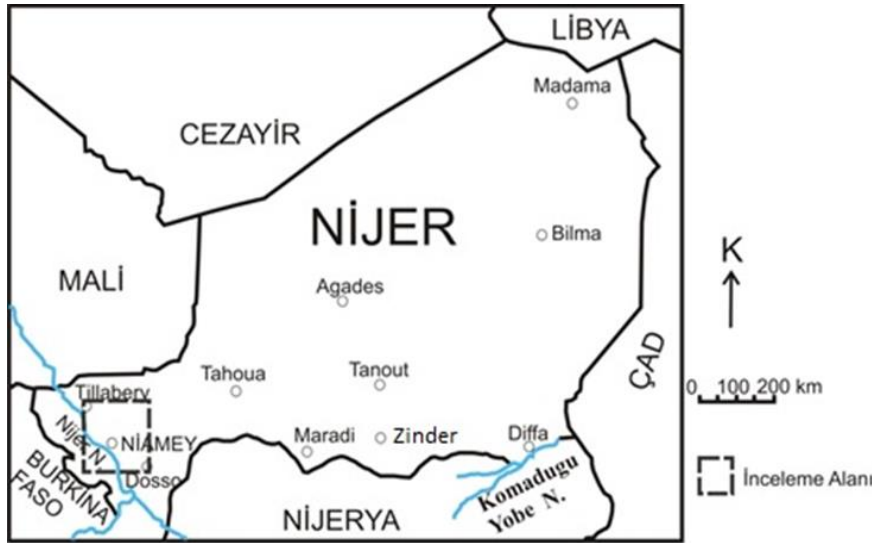 LİBYA
Madama
CEZAYİR
NİJER
Bilma
K
MALİ
Agades
ÇAD
Tahoua
Tanout
0 100 200 km
Tillabery
Nijer N.
NİAMEY
Maradi
Zinder
Diffa
Dosso
BURKİNA
FASO
Komadugu
Yobe N.
İnceleme Alanı
NİJERYA